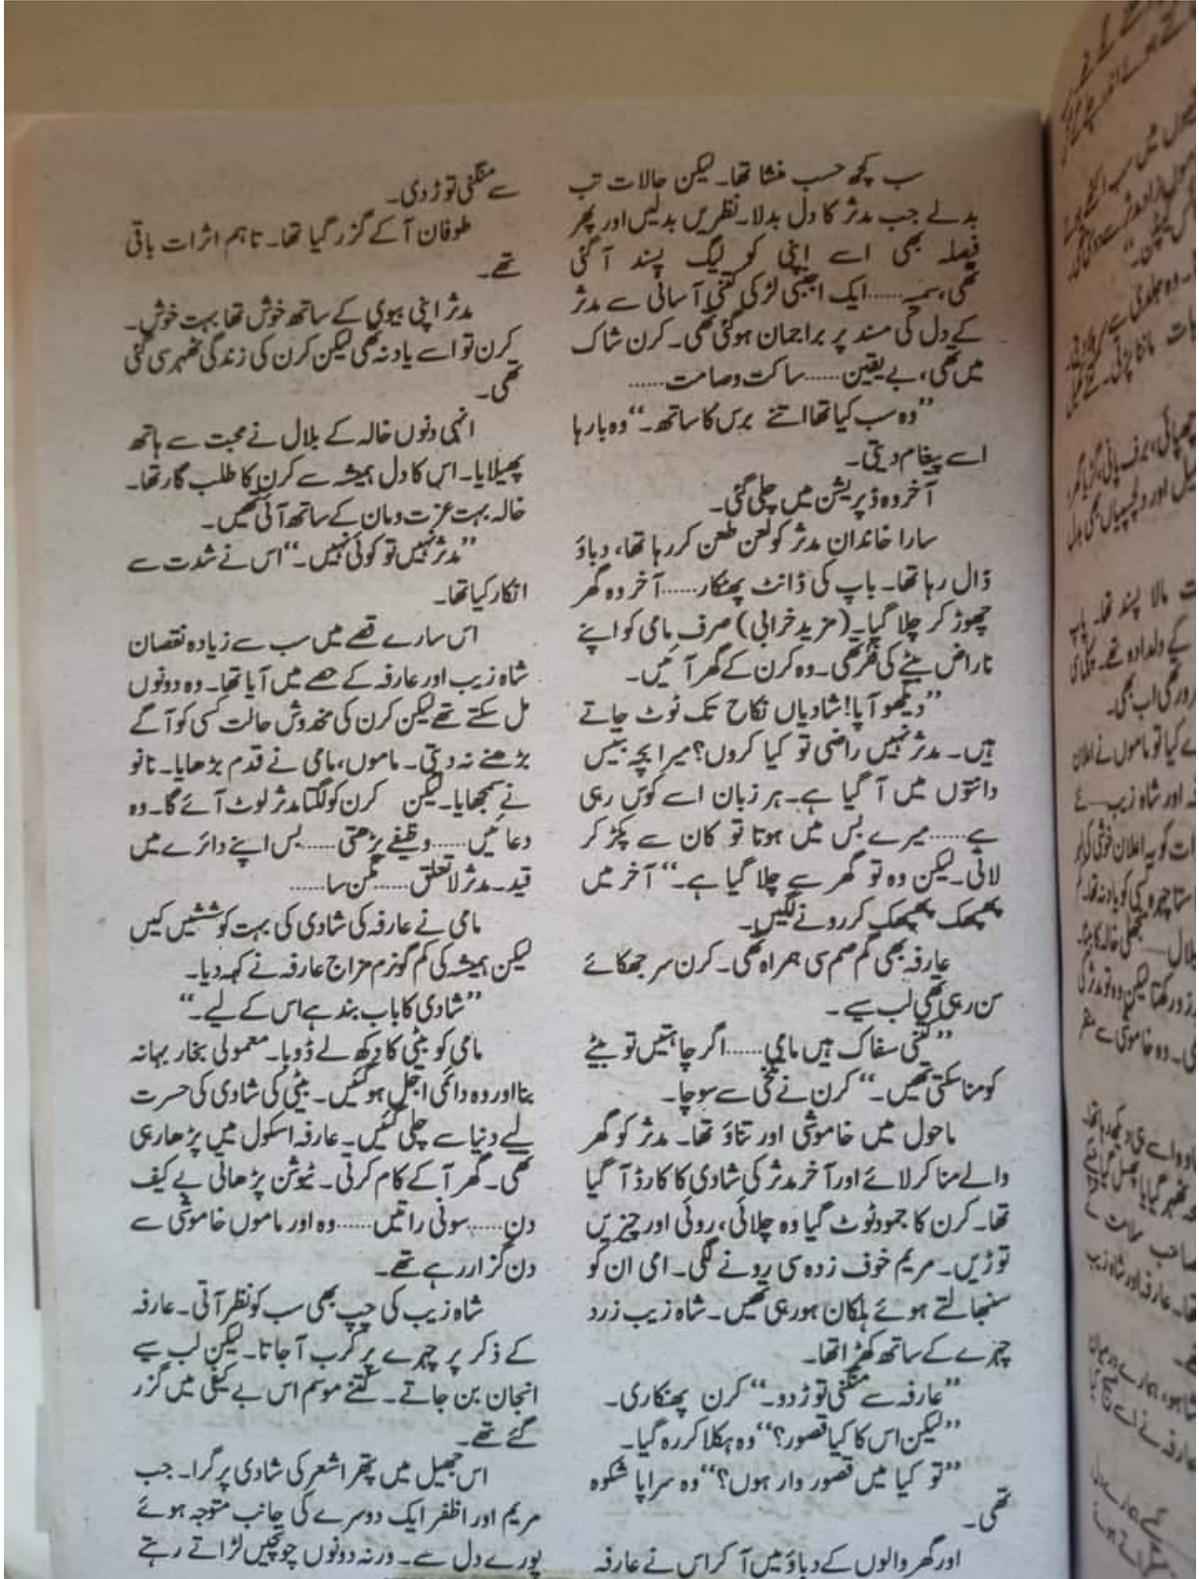 سب کچھ حسب منشا تھا۔ لیکن حالات تب
بدلے جب مدثر کا دل بدلا۔ نظریں بدلیں اور پھر
فیصلہ بھی اسے اپنی کولیگ پسند آ گئی
تھی، سمیہ...... ایک اجنبی لڑکی کتنی آسانی سے مدثر
کے دل کی مسند پر براجمان ہوگئی تھی۔ کرن شاک
میں تھی، بے یقین...... ساکت و صامت......
”وہ سب کیا تھا اتنے برس کا ساتھ۔“ وہ بارہا
اسے پیغام دیتی۔
آخر وہ ڈپریشن میں چلی گئی۔
سارا خاندان مدثر کو لعن طعن کر رہا تھا، دباؤ
ڈال رہا تھا۔ باپ کی ڈانٹ پھٹکار...... آخر وہ گھر
چھوڑ کر چلا گیا۔ (مزید خرابی) صرف مامی کو اپنے
ناراض بیٹے کی فکر تھی۔ وہ کرن کے گھر آئیں۔
”دیکھو آپا! شادیاں نکاح تک ٹوٹ جاتے
ہیں۔ مدثر نہیں راضی تو کیا کروں؟ میرا بچہ بتیس
دانتوں میں آ گیا ہے۔ ہر زبان اسے کوس رہی
ہے...... میرے بس میں ہوتا تو کان سے پکڑ کر
لاتی۔ لیکن وہ تو گھر سے چلا گیا ہے۔“ آخر میں
پھپھک پھپھک کر رونے لگیں۔
عارفہ بھی گم صم سی ہمراہ تھی۔ کرن سر جھکائے
سن رہی تھی لب سیے۔
”کتنی سفاک ہیں مامی...... اگر چاہتیں تو بیٹے
کو منا سکتی تھیں۔“ کرن نے تلخی سے سوچا۔
ماحول میں خاموشی اور تناؤ تھا۔ مدثر کو گھر
والے منا کر لائے اور آخر مدثر کی شادی کا کارڈ آ گیا
تھا۔ کرن کا جمود ٹوٹ گیا وہ چلائی، روئی اور چیزیں
توڑیں۔ مریم خوف زدہ سی رونے لگی۔ امی ان کو
سنبھالتے ہوئے ہلکان ہو رہی تھیں۔ شاہ زیب زرد
چہرے کے ساتھ کھڑا تھا۔
”عارفہ سے منگنی توڑ دو۔“ کرن پھنکاری۔
”لیکن اس کا کیا قصور؟“ وہ ہکلا کر رہ گیا۔
”تو کیا میں قصور وار ہوں؟“ وہ سراپا شکوہ
تھی۔
اور گھر والوں کے دباؤ میں آ کر اس نے عارفہ
سے منگنی توڑ دی۔
طوفان آ کے گزر گیا تھا۔ تاہم اثرات باقی
تھے۔
مدثر اپنی بیوی کے ساتھ خوش تھا بہت خوش۔
کرن تو اسے یاد نہ تھی لیکن کرن کی زندگی ٹھہر سی گئی
تھی۔
انہی دنوں خالہ کے بلال نے محبت سے ہاتھ
پھیلایا۔ اس کا دل ہمیشہ سے کرن کا طلب گار تھا۔
خالہ بہت عزت و مان کے ساتھ آئی تھیں۔
”مدثر نہیں تو کوئی نہیں۔“ اس نے شدت سے
انکار کیا تھا۔
اس سارے قصے میں سب سے زیادہ نقصان
شاہ زیب اور عارفہ کے حصے میں آیا تھا۔ وہ دونوں
مل سکتے تھے لیکن کرن کی مخدوش حالت کسی کو آگے
بڑھنے نہ دیتی۔ ماموں، مامی نے قدم بڑھایا۔ نانو
نے سمجھایا۔ لیکن کرن کو لگتا مدثر لوٹ آئے گا۔ وہ
دعائیں...... وظیفے پڑھتی...... بس اپنے دائرے میں
قید۔ مدثر لاتعلق...... مگن سا......
مامی نے عارفہ کی شادی کی بہت کوششیں کیں
لیکن ہمیشہ کی کم گو نرم مزاج عارفہ نے کہہ دیا۔
”شادی کا باب بند ہے اس کے لیے۔“
مامی کو بیٹی کا دکھ لے ڈوبا۔ معمولی بخار بہانہ
بنا اور وہ داعی اجل ہوگئیں۔ بیٹی کی شادی کی حسرت
لیے دنیا سے چلی گئیں۔ عارفہ اسکول میں پڑھا رہی
تھی۔ گھر آ کے کام کرتی۔ ٹیوشن پڑھاتی بے کیف
دن...... سونی راتیں...... وہ اور ماموں خاموشی سے
دن گزار رہے تھے۔
شاہ زیب کی چپ بھی سب کو نظر آتی۔ عارفہ
کے ذکر پر چہرے پر کرب آ جاتا۔ لیکن لب سیے
انجان بن جاتے۔ کتنے موسم اس بے کیفی میں گزر
گئے تھے۔
اس جھیل میں پتھر اشعر کی شادی پر گرا۔ جب
مریم اور اظفر ایک دوسرے کی جانب متوجہ ہوئے
پورے دل سے۔ ورنہ دونوں چونچیں لڑاتے رہتے